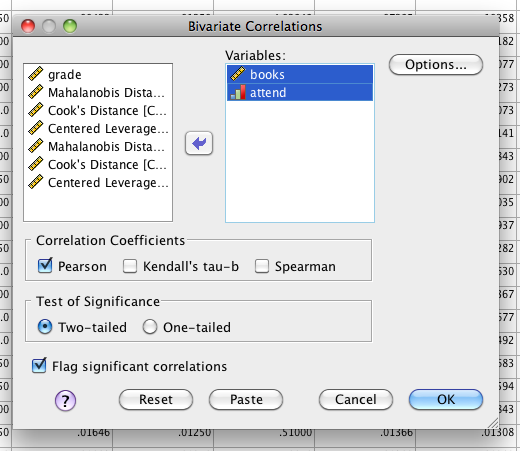 Bivariate Correlations
Variables:
grade
Mahalanobis Dista...
Cook's Distance [C...
Centered Leverage...
Mahalanobis Dista...
Cook's Distance [C...
Centered Leverage...
books
attend
Options...
Correlation Coefficients
Pearson Kendall's tau-b Spearman
Test of Significance
Two-tailed One-tailed
Flag significant correlations
? Reset Paste Cancel OK
.01646 .01250 .51000 .01366 .01308